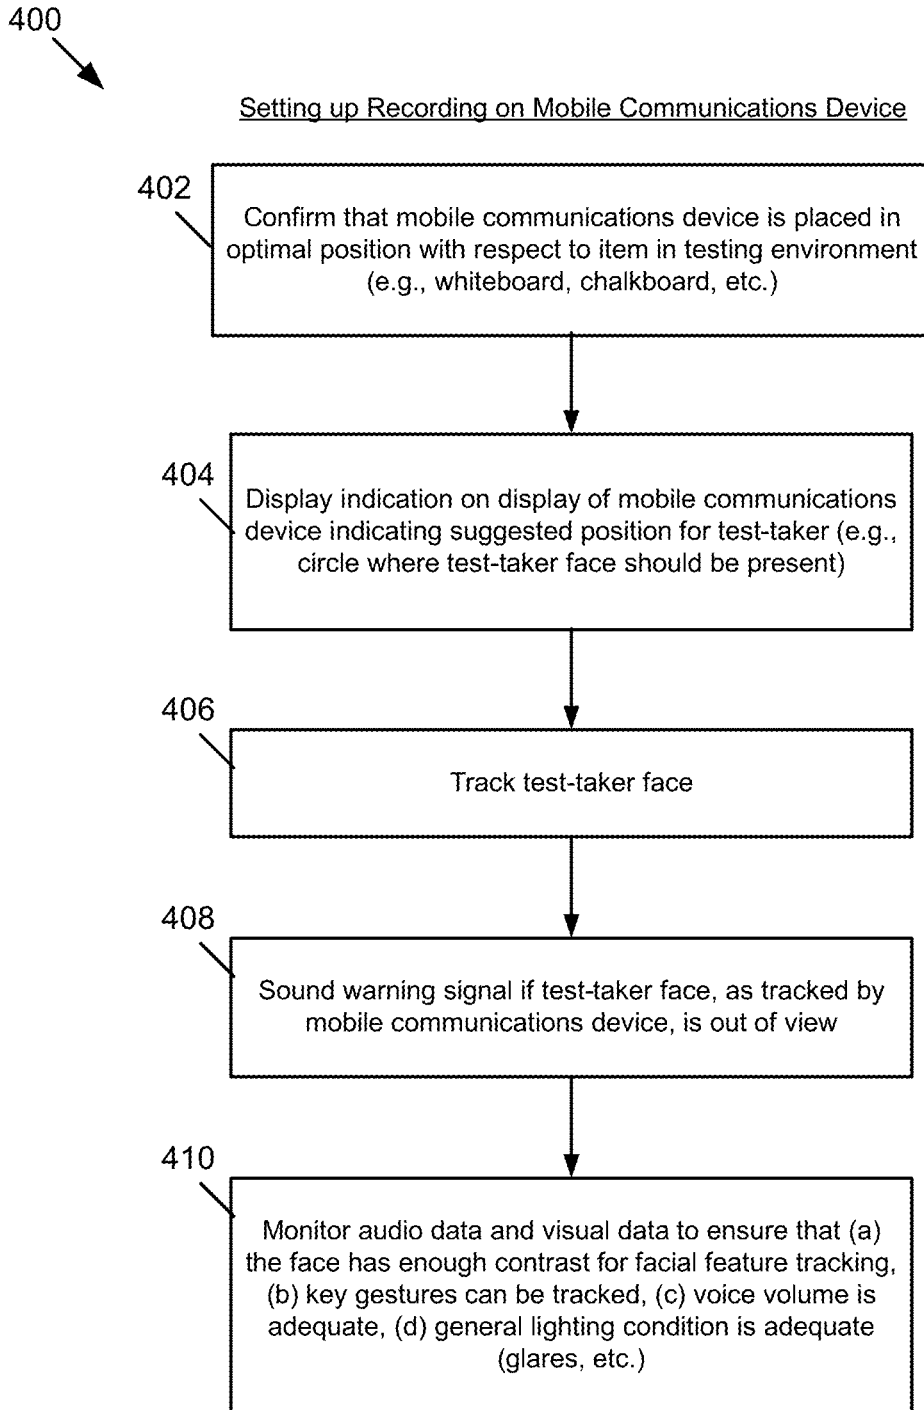 400
Setting up Recording on Mobile Communications Device
402
Confirm that mobile communications device is placed in
optimal position with respect to item in testing environment
(e.g., whiteboard, chalkboard, etc.)
404
Display indication on display of mobile communications
device indicating suggested position for test-taker (e.g.,
circle where test-taker face should be present)
406
Track test-taker face
408
Sound warning signal if test-taker face, as tracked by
mobile communications device, is out of view
410
Monitor audio data and visual data to ensure that (a)
the face has enough contrast for facial feature tracking,
(b) key gestures can be tracked, (c) voice volume is
adequate, (d) general lighting condition is adequate
(glares, etc.)